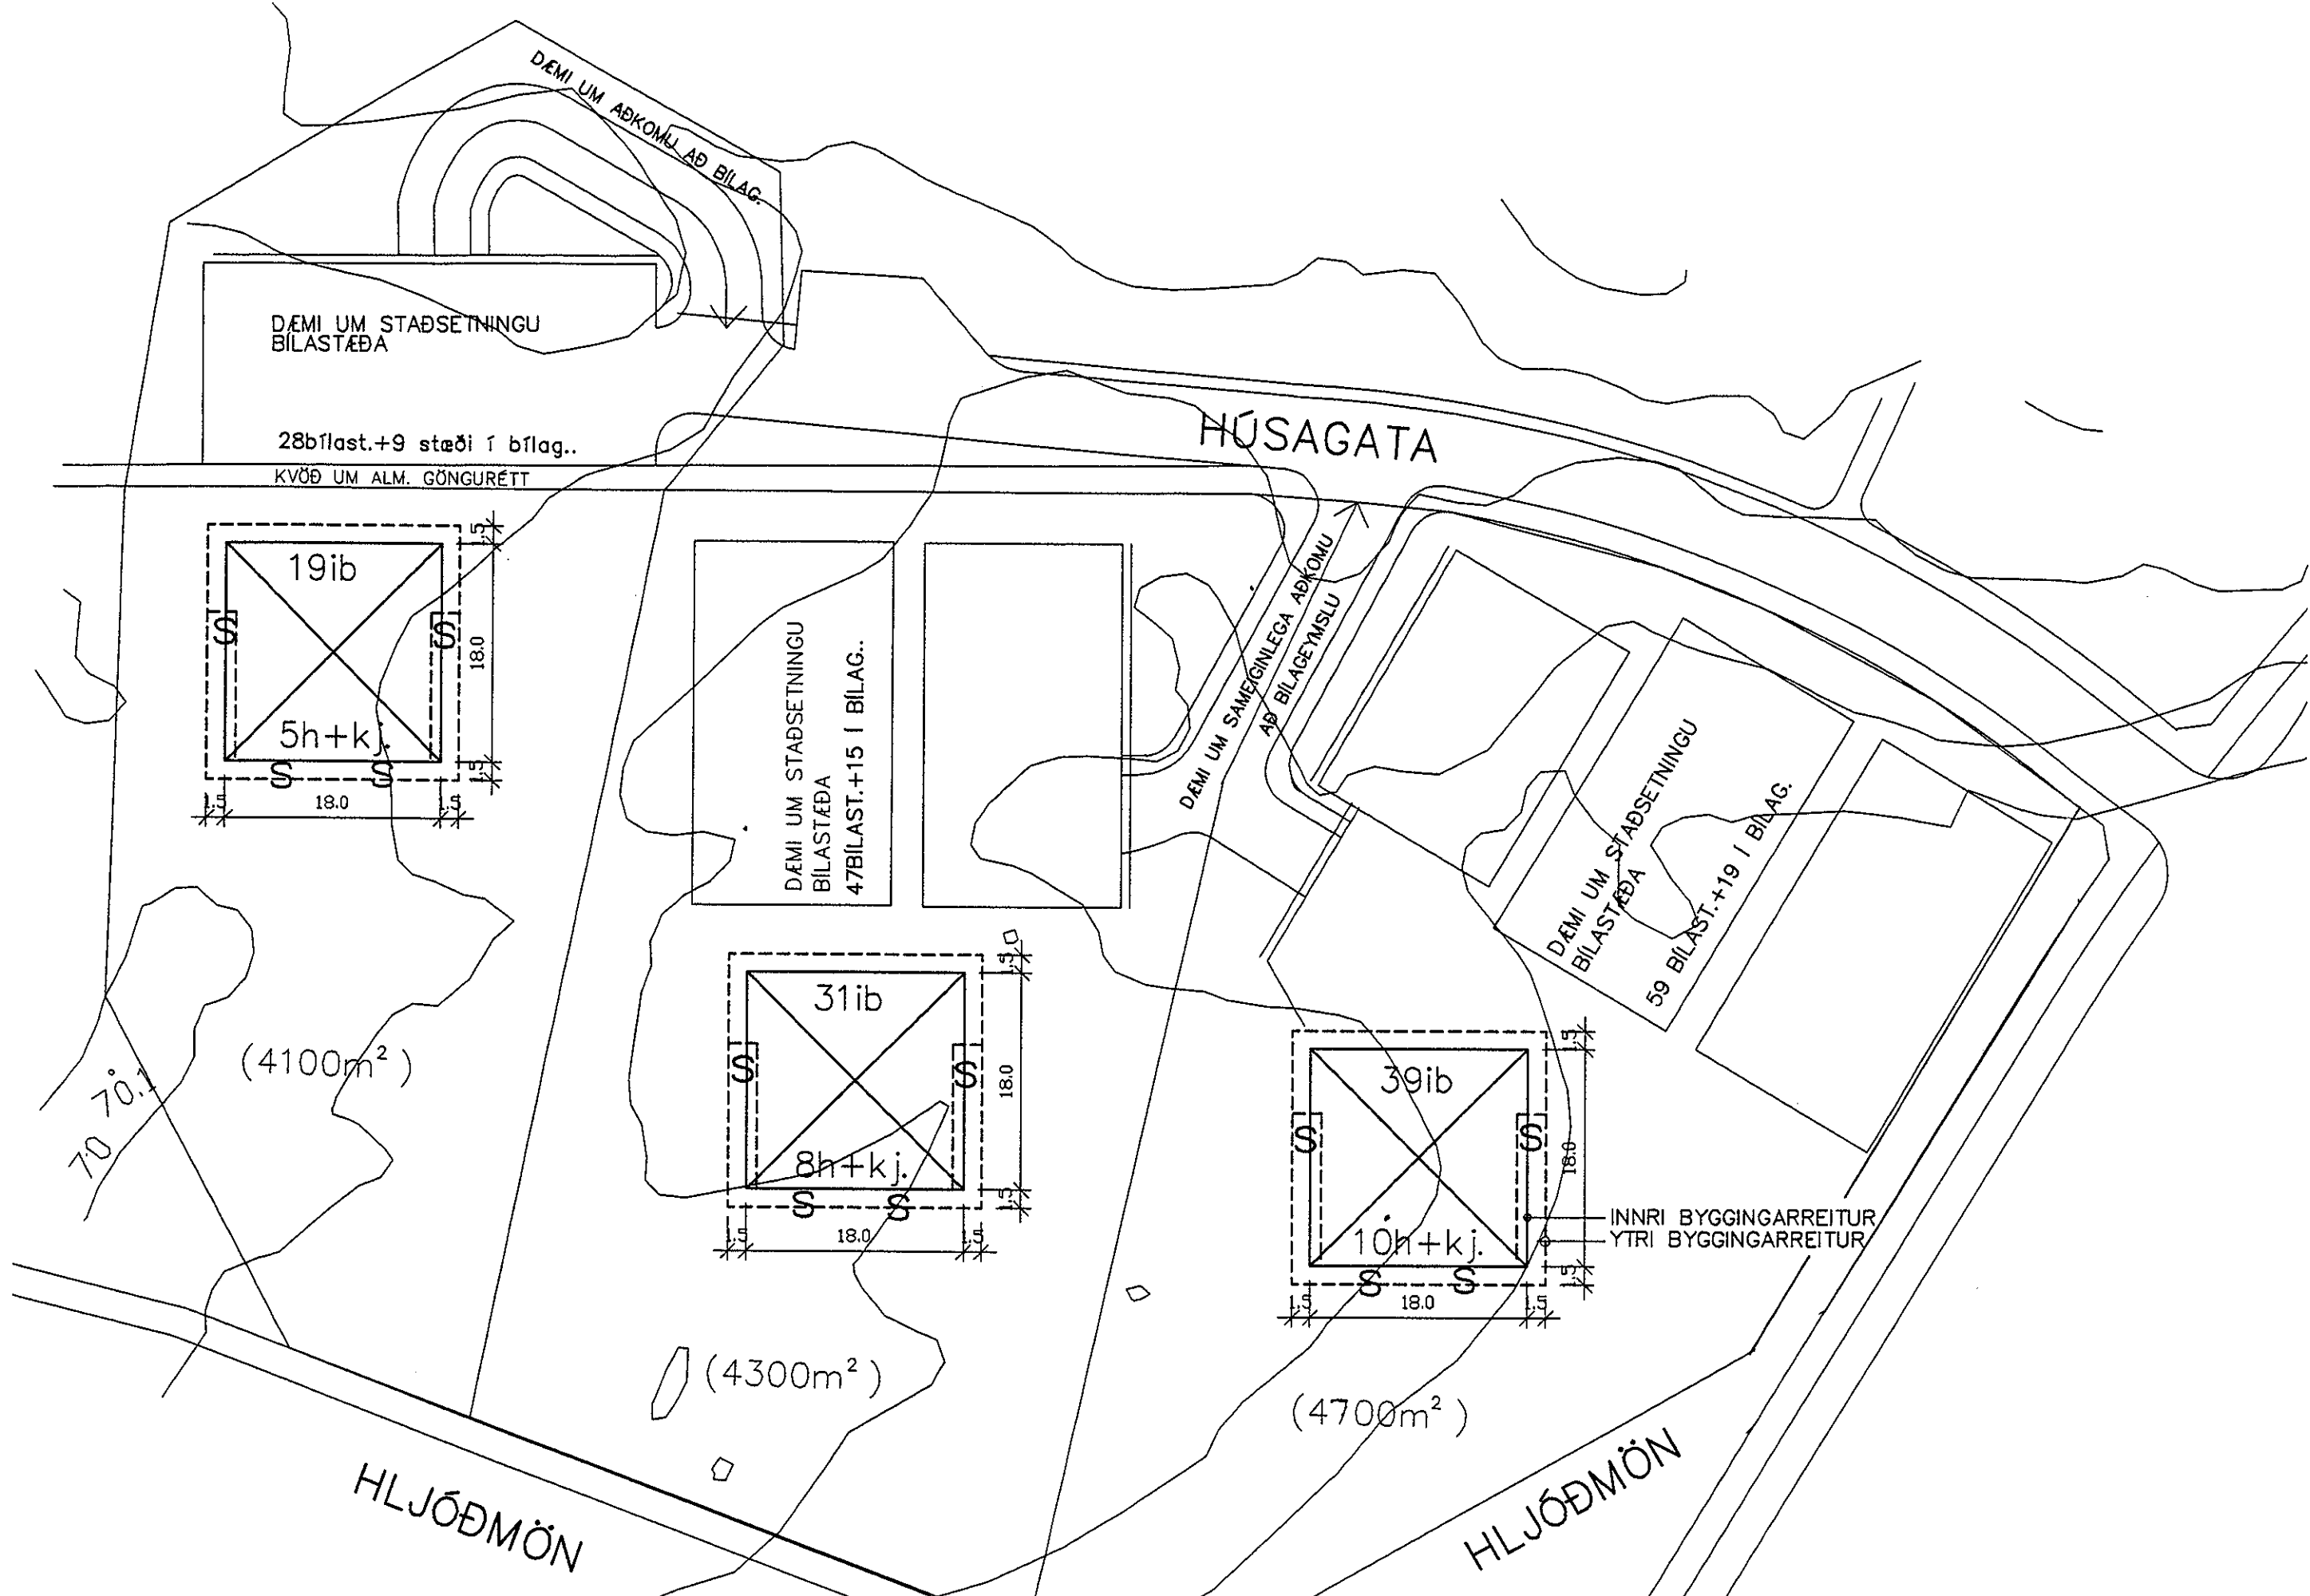 DÆMI UM AÐKOMU AÐ BÍLAG.
DÆMI UM STAÐSETNINGU
BÍLASTÆÐA
28bílast.+9 stæði í bílag..
KVÖÐ UM ALM. GÖNGURÉTT
HÚSAGATA
19ib
5h+kj.
S
S
S
S
1.5
18.0
1.5
1.5
18.0
1.5
DÆMI UM STAÐSETNINGU
BÍLASTÆÐA
47BÍLAST.+15 Í BÍLAG..
DÆMI UM SAMEIGINLEGA AÐKOMU
AÐ BÍLAGEYMSLU
DÆMI UM STAÐSETNINGU
BÍLASTÆÐA
59 BÍLAST.+19 Í BÍLAG.
31ib
8h+kj.
S
S
S
S
1.5
18.0
1.5
1.5
18.0
1.5
39ib
10h+kj.
S
S
S
S
1.5
18.0
1.5
1.5
18.0
1.5
INNRI BYGGINGARREITUR
YTRI BYGGINGARREITUR
(4100m²)
70.1
70
(4300m²)
(4700m²)
HLJÓÐMÖN
HLJÓÐMÖN